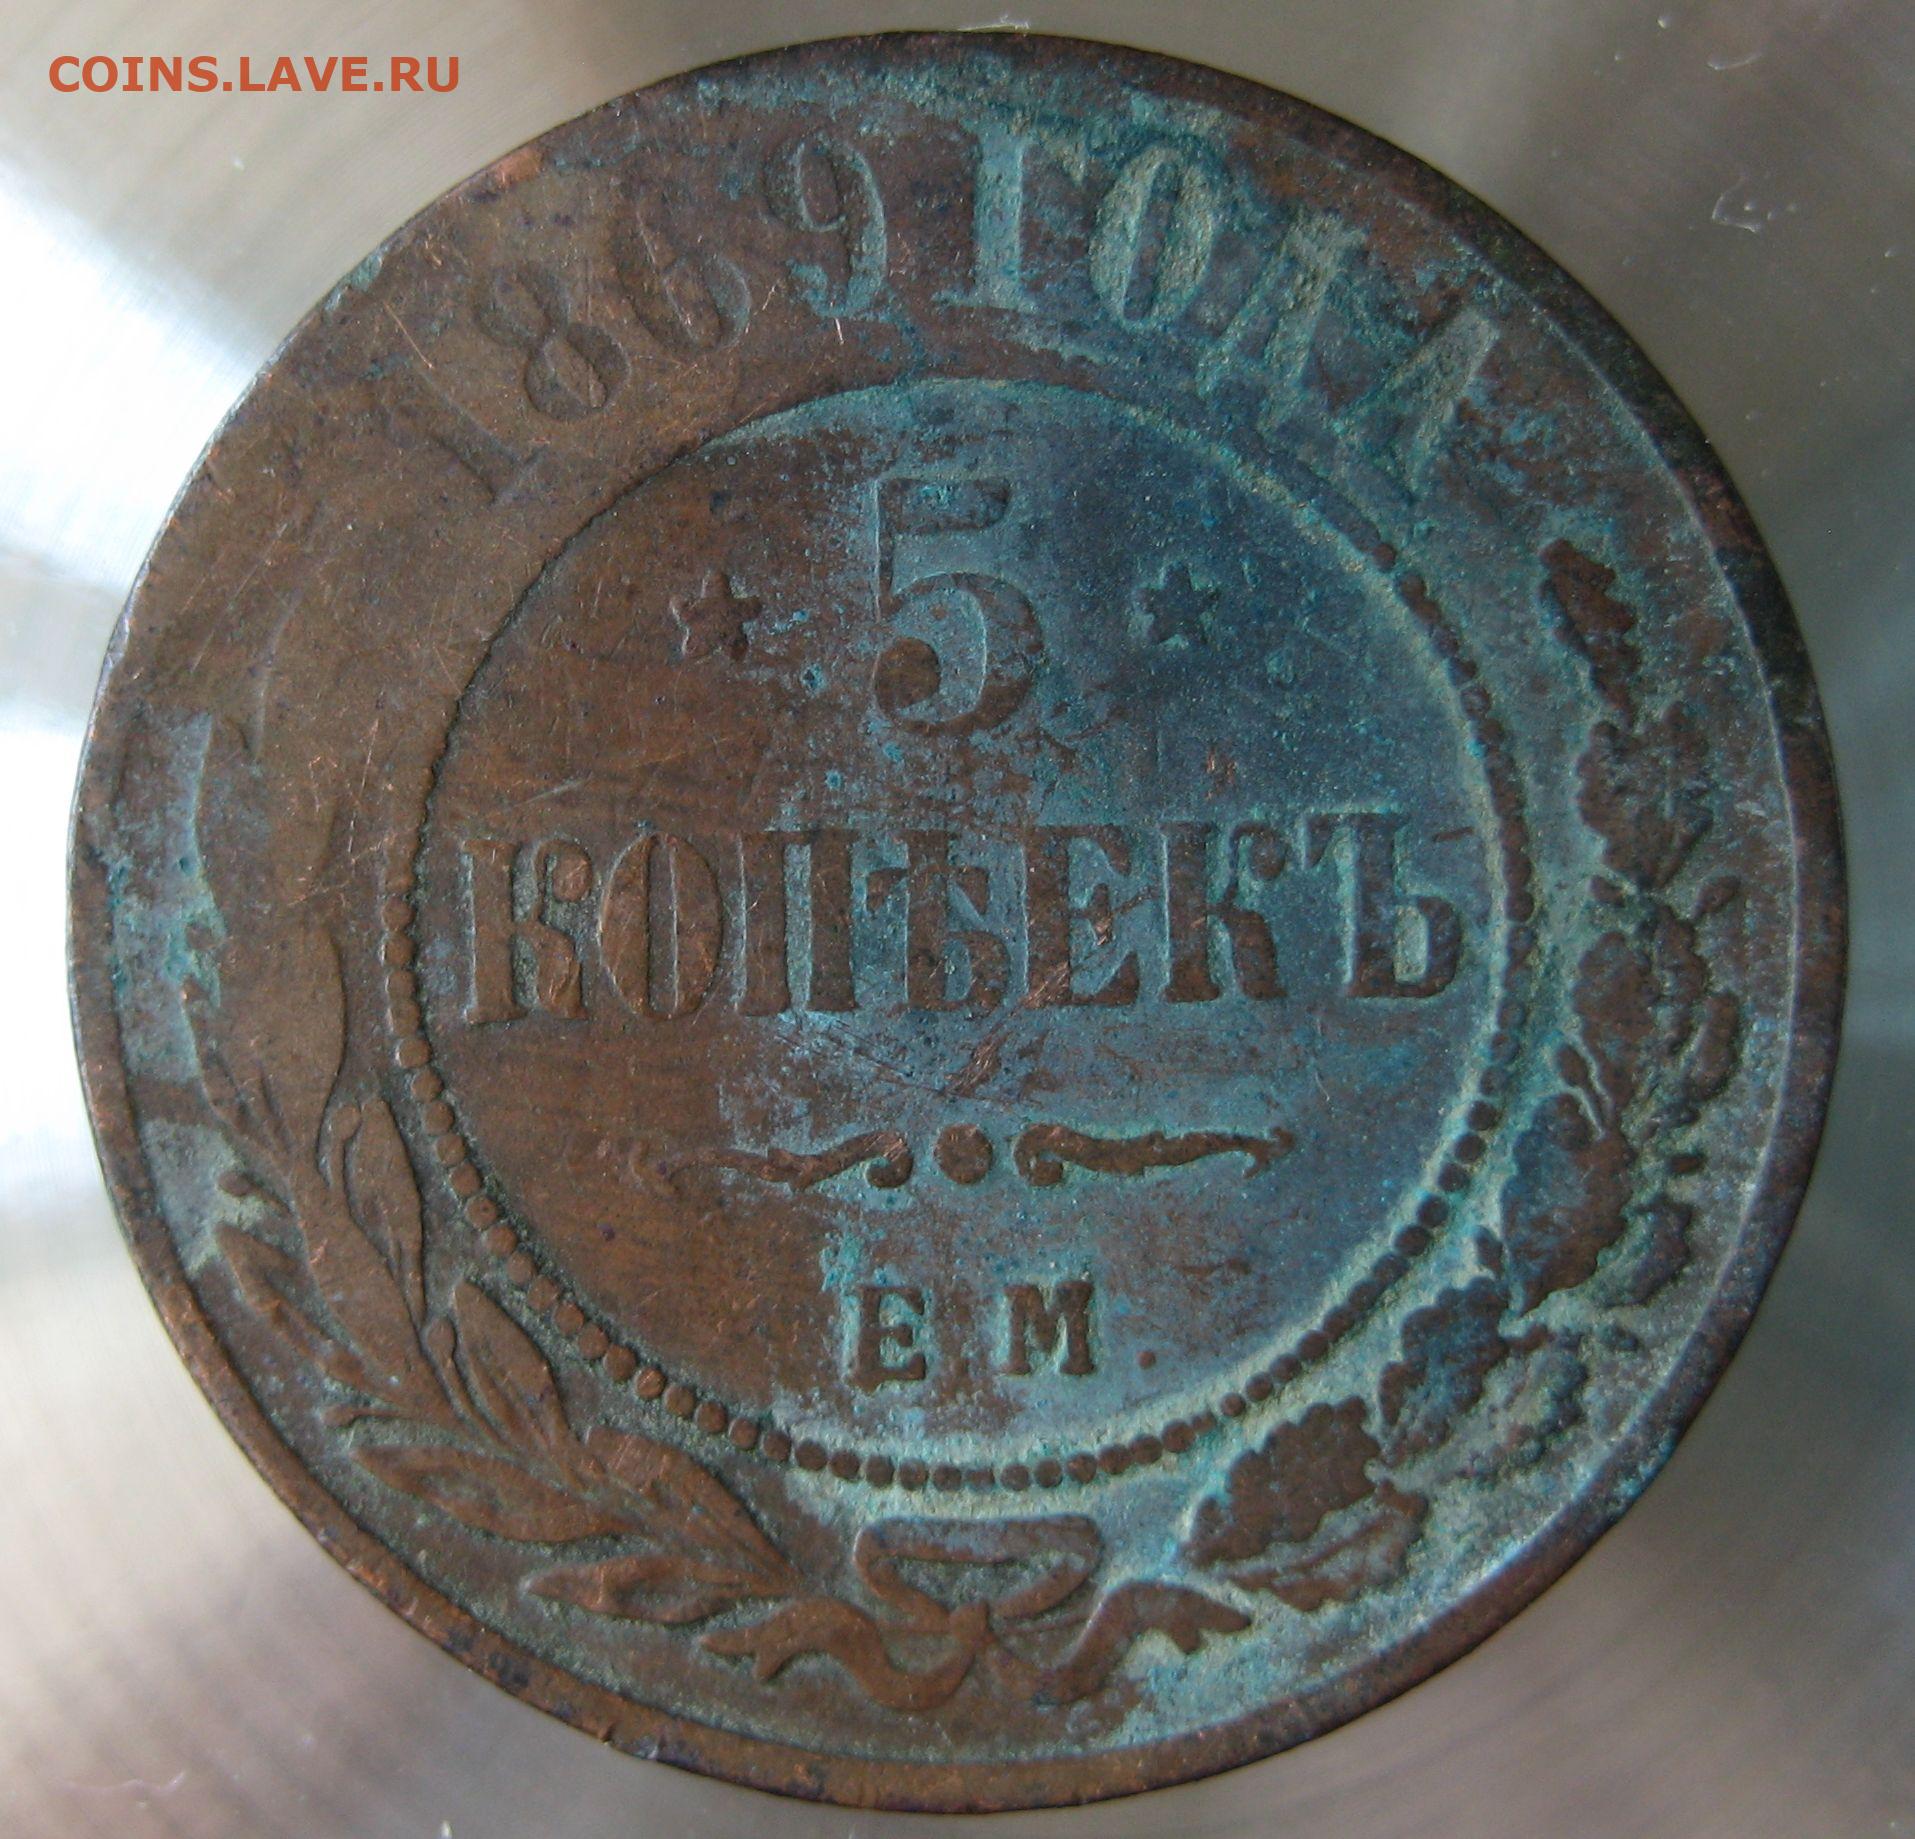 COINS.LAVE.RU
1869 ГОДА
5
КОПѢЕКЪ
Е М